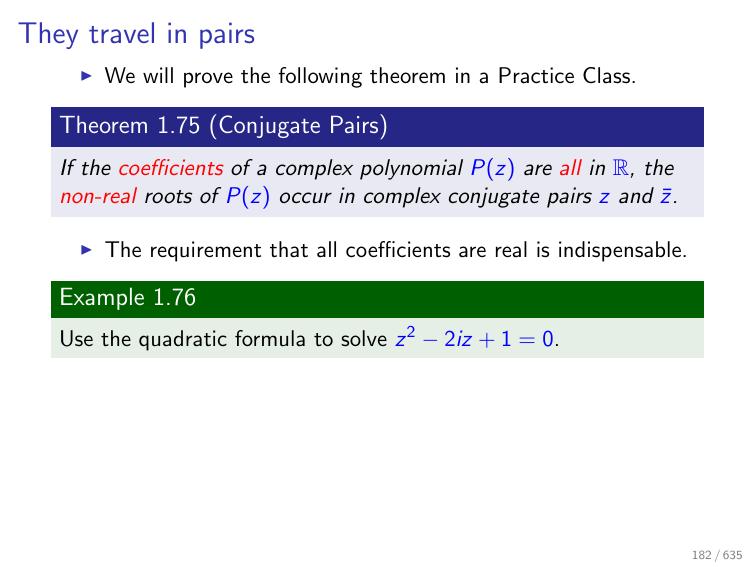 They travel in pairs
▶ We will prove the following theorem in a Practice Class.
Theorem 1.75 (Conjugate Pairs)
If the coefficients of a complex polynomial P(z) are all in ℝ, the
non-real roots of P(z) occur in complex conjugate pairs z and z̄.
▶ The requirement that all coefficients are real is indispensable.
Example 1.76
Use the quadratic formula to solve z² − 2iz + 1 = 0.
182 / 635